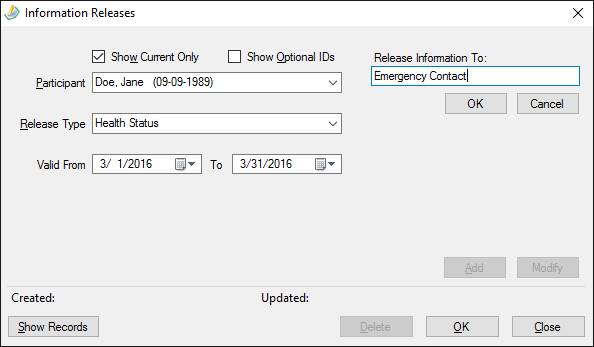 Information Releases
Show Current Only Show Optional IDs Release Information To:
Participant Doe, Jane (09-09-1989) Emergency Contact
OK Cancel
Release Type Health Status
Valid From 3/ 1/2016 To 3/31/2016
Add Modify
Created: Updated:
Show Records Delete OK Close